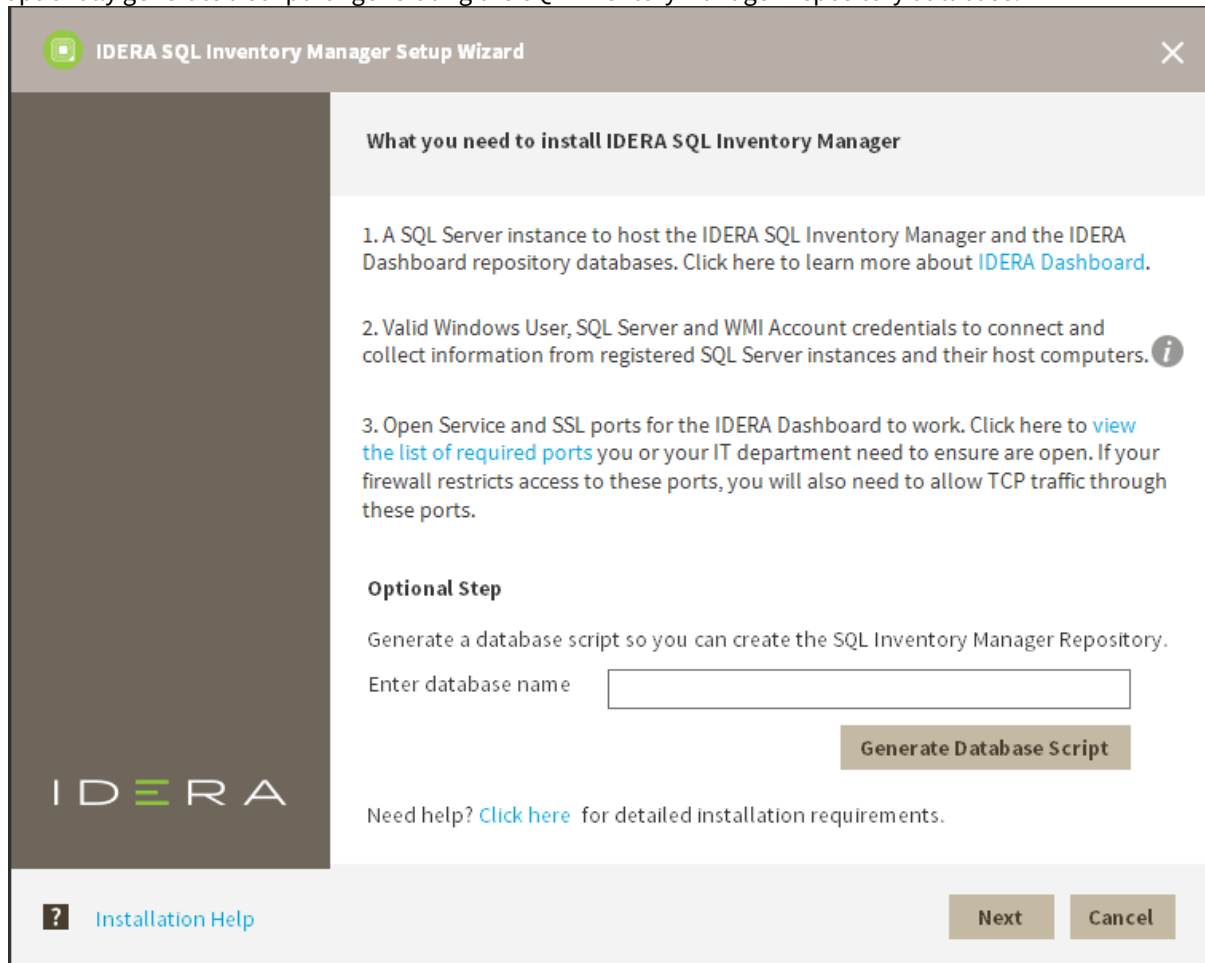 IDERA SQL Inventory Manager Setup Wizard
What you need to install IDERA SQL Inventory Manager
1. A SQL Server instance to host the IDERA SQL Inventory Manager and the IDERA
Dashboard repository databases. Click here to learn more about IDERA Dashboard.
2. Valid Windows User, SQL Server and WMI Account credentials to connect and
collect information from registered SQL Server instances and their host computers.
3. Open Service and SSL ports for the IDERA Dashboard to work. Click here to view
the list of required ports you or your IT department need to ensure are open. If your
firewall restricts access to these ports, you will also need to allow TCP traffic through
these ports.
Optional Step
Generate a database script so you can create the SQL Inventory Manager Repository.
Enter database name
Generate Database Script
IDERA
Need help? Click here for detailed installation requirements.
? Installation Help
Next
Cancel